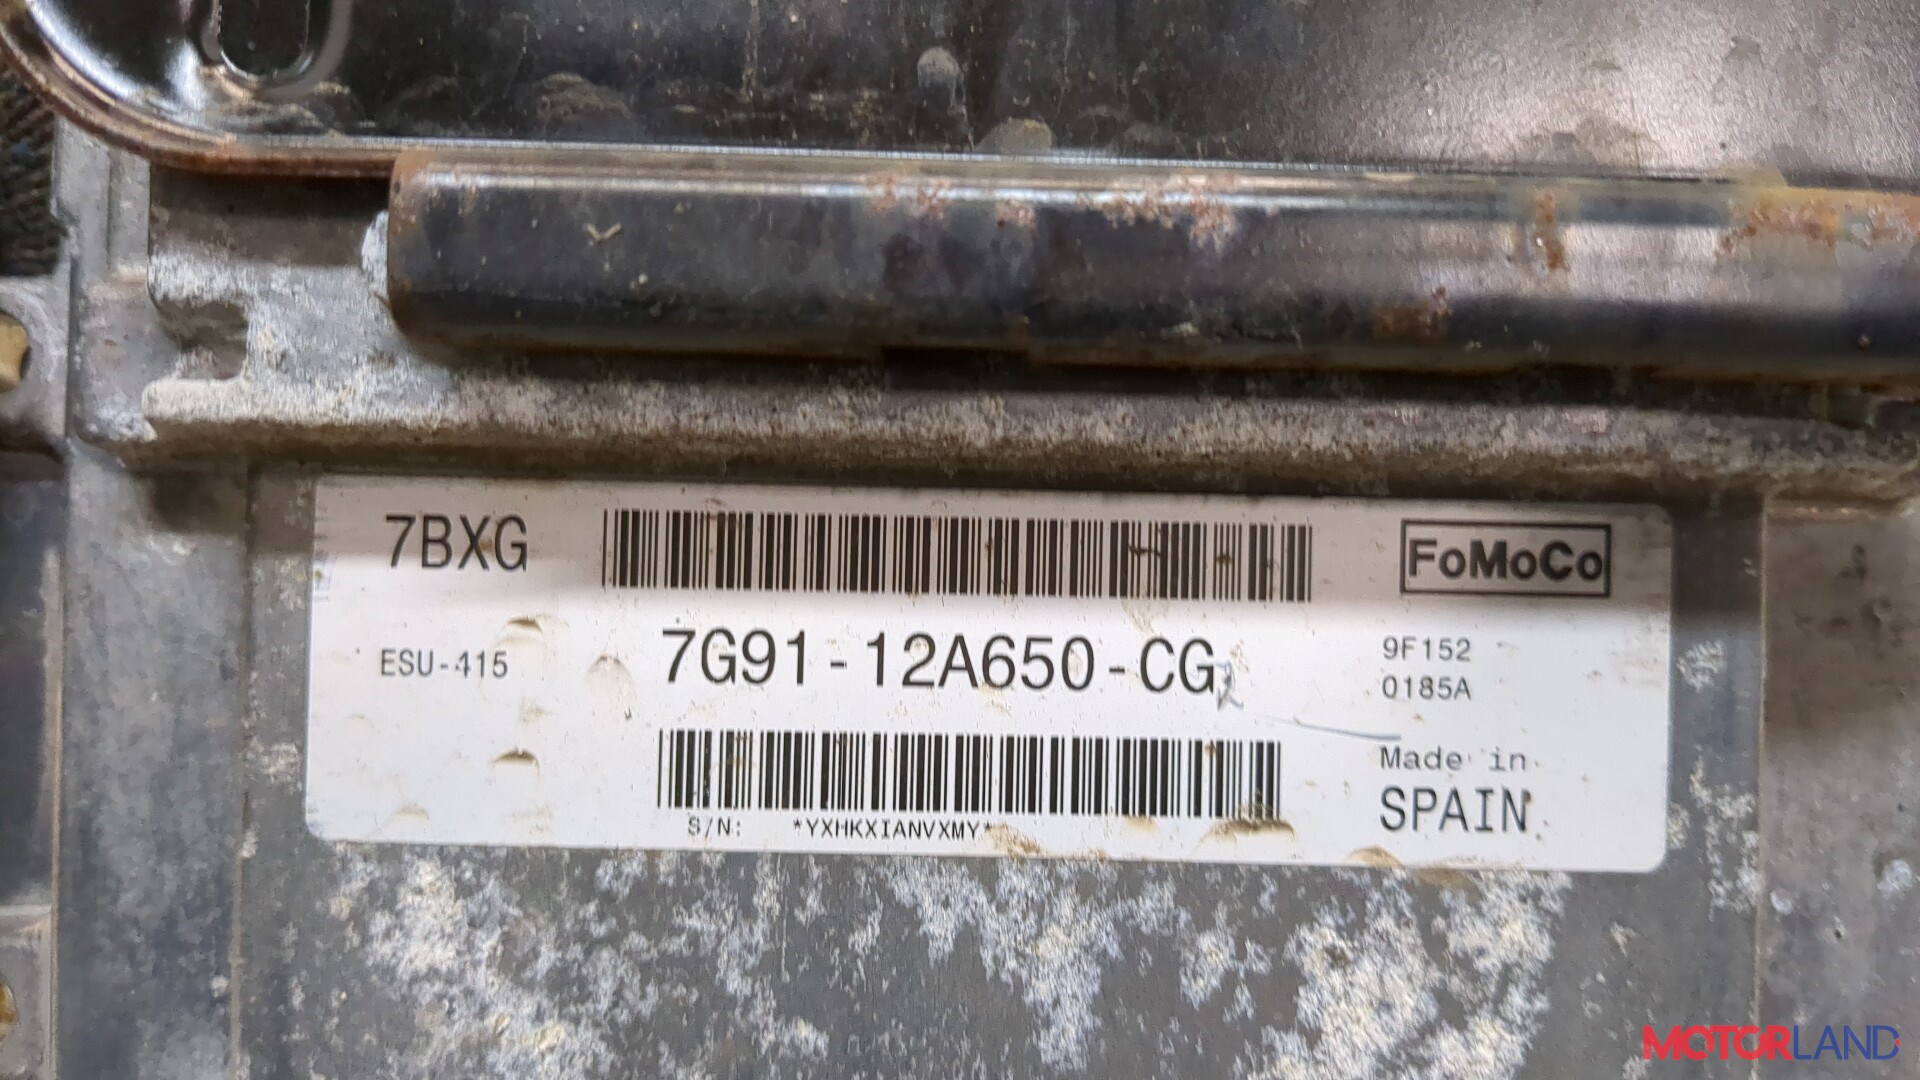 7BXG
FoMoCo
ESU-415
7G91-12A650-CG
9F152
0185A
Made in
SPAIN
S/N: *YXHKXIANVXMY*
MOTORLAND